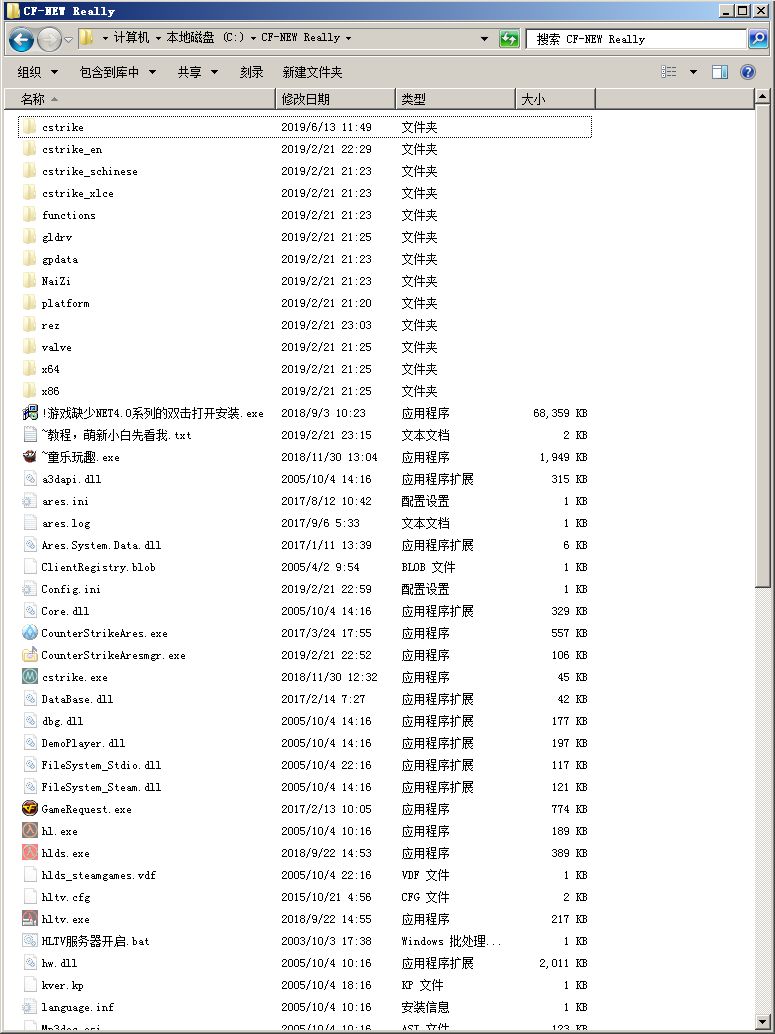 CF-NEW Really
计算机 本地磁盘 (C:) CF-NEW Really 搜索 CF-NEW Really
组织 包含到库中 共享 刻录 新建文件夹
名称 修改日期 类型 大小
cstrike 2019/6/13 11:49 文件夹
cstrike_en 2019/2/21 22:29 文件夹
cstrike_schinese 2019/2/21 21:23 文件夹
cstrike_xlce 2019/2/21 21:23 文件夹
functions 2019/2/21 21:23 文件夹
gldrv 2019/2/21 21:25 文件夹
gpdata 2019/2/21 21:23 文件夹
NaiZi 2019/2/21 21:23 文件夹
platform 2019/2/21 21:20 文件夹
rez 2019/2/21 23:03 文件夹
valve 2019/2/21 21:25 文件夹
x64 2019/2/21 21:25 文件夹
x86 2019/2/21 21:25 文件夹
!游戏缺少NET4.0系列的双击打开安装.exe 2018/9/3 10:23 应用程序 68,359 KB
~教程，萌新小白先看我.txt 2019/2/21 23:15 文本文档 2 KB
~童乐玩趣.exe 2018/11/30 13:04 应用程序 1,949 KB
a3dapi.dll 2005/10/4 14:16 应用程序扩展 315 KB
ares.ini 2017/8/12 10:42 配置设置 1 KB
ares.log 2017/9/6 5:33 文本文档 1 KB
Ares.System.Data.dll 2017/1/11 13:39 应用程序扩展 6 KB
ClientRegistry.blob 2005/4/2 9:54 BLOB 文件 1 KB
Config.ini 2019/2/21 22:59 配置设置 1 KB
Core.dll 2005/10/4 14:16 应用程序扩展 329 KB
CounterStrikeAres.exe 2017/3/24 17:55 应用程序 557 KB
CounterStrikeAresmgr.exe 2019/2/21 22:52 应用程序 106 KB
cstrike.exe 2018/11/30 12:32 应用程序 45 KB
DataBase.dll 2017/2/14 7:27 应用程序扩展 42 KB
dbg.dll 2005/10/4 14:16 应用程序扩展 177 KB
DemoPlayer.dll 2005/10/4 14:16 应用程序扩展 197 KB
FileSystem_Stdio.dll 2005/10/4 22:16 应用程序扩展 117 KB
FileSystem_Steam.dll 2005/10/4 14:16 应用程序扩展 121 KB
GameRequest.exe 2017/2/13 10:05 应用程序 774 KB
hl.exe 2005/10/4 10:16 应用程序 189 KB
hlds.exe 2018/9/22 14:53 应用程序 389 KB
hlds_steamgames.vdf 2005/10/4 22:16 VDF 文件 1 KB
hltv.cfg 2015/10/21 4:56 CFG 文件 2 KB
hltv.exe 2018/9/22 14:55 应用程序 217 KB
HLTV服务器开启.bat 2003/10/3 17:38 Windows 批处理... 1 KB
hw.dll 2005/10/4 10:16 应用程序扩展 2,011 KB
kver.kp 2005/10/4 18:16 KP 文件 1 KB
language.inf 2005/10/4 10:16 安装信息 1 KB
Mp3dec.asi 2005/10/4 14:16 ASI 文件 123 KB